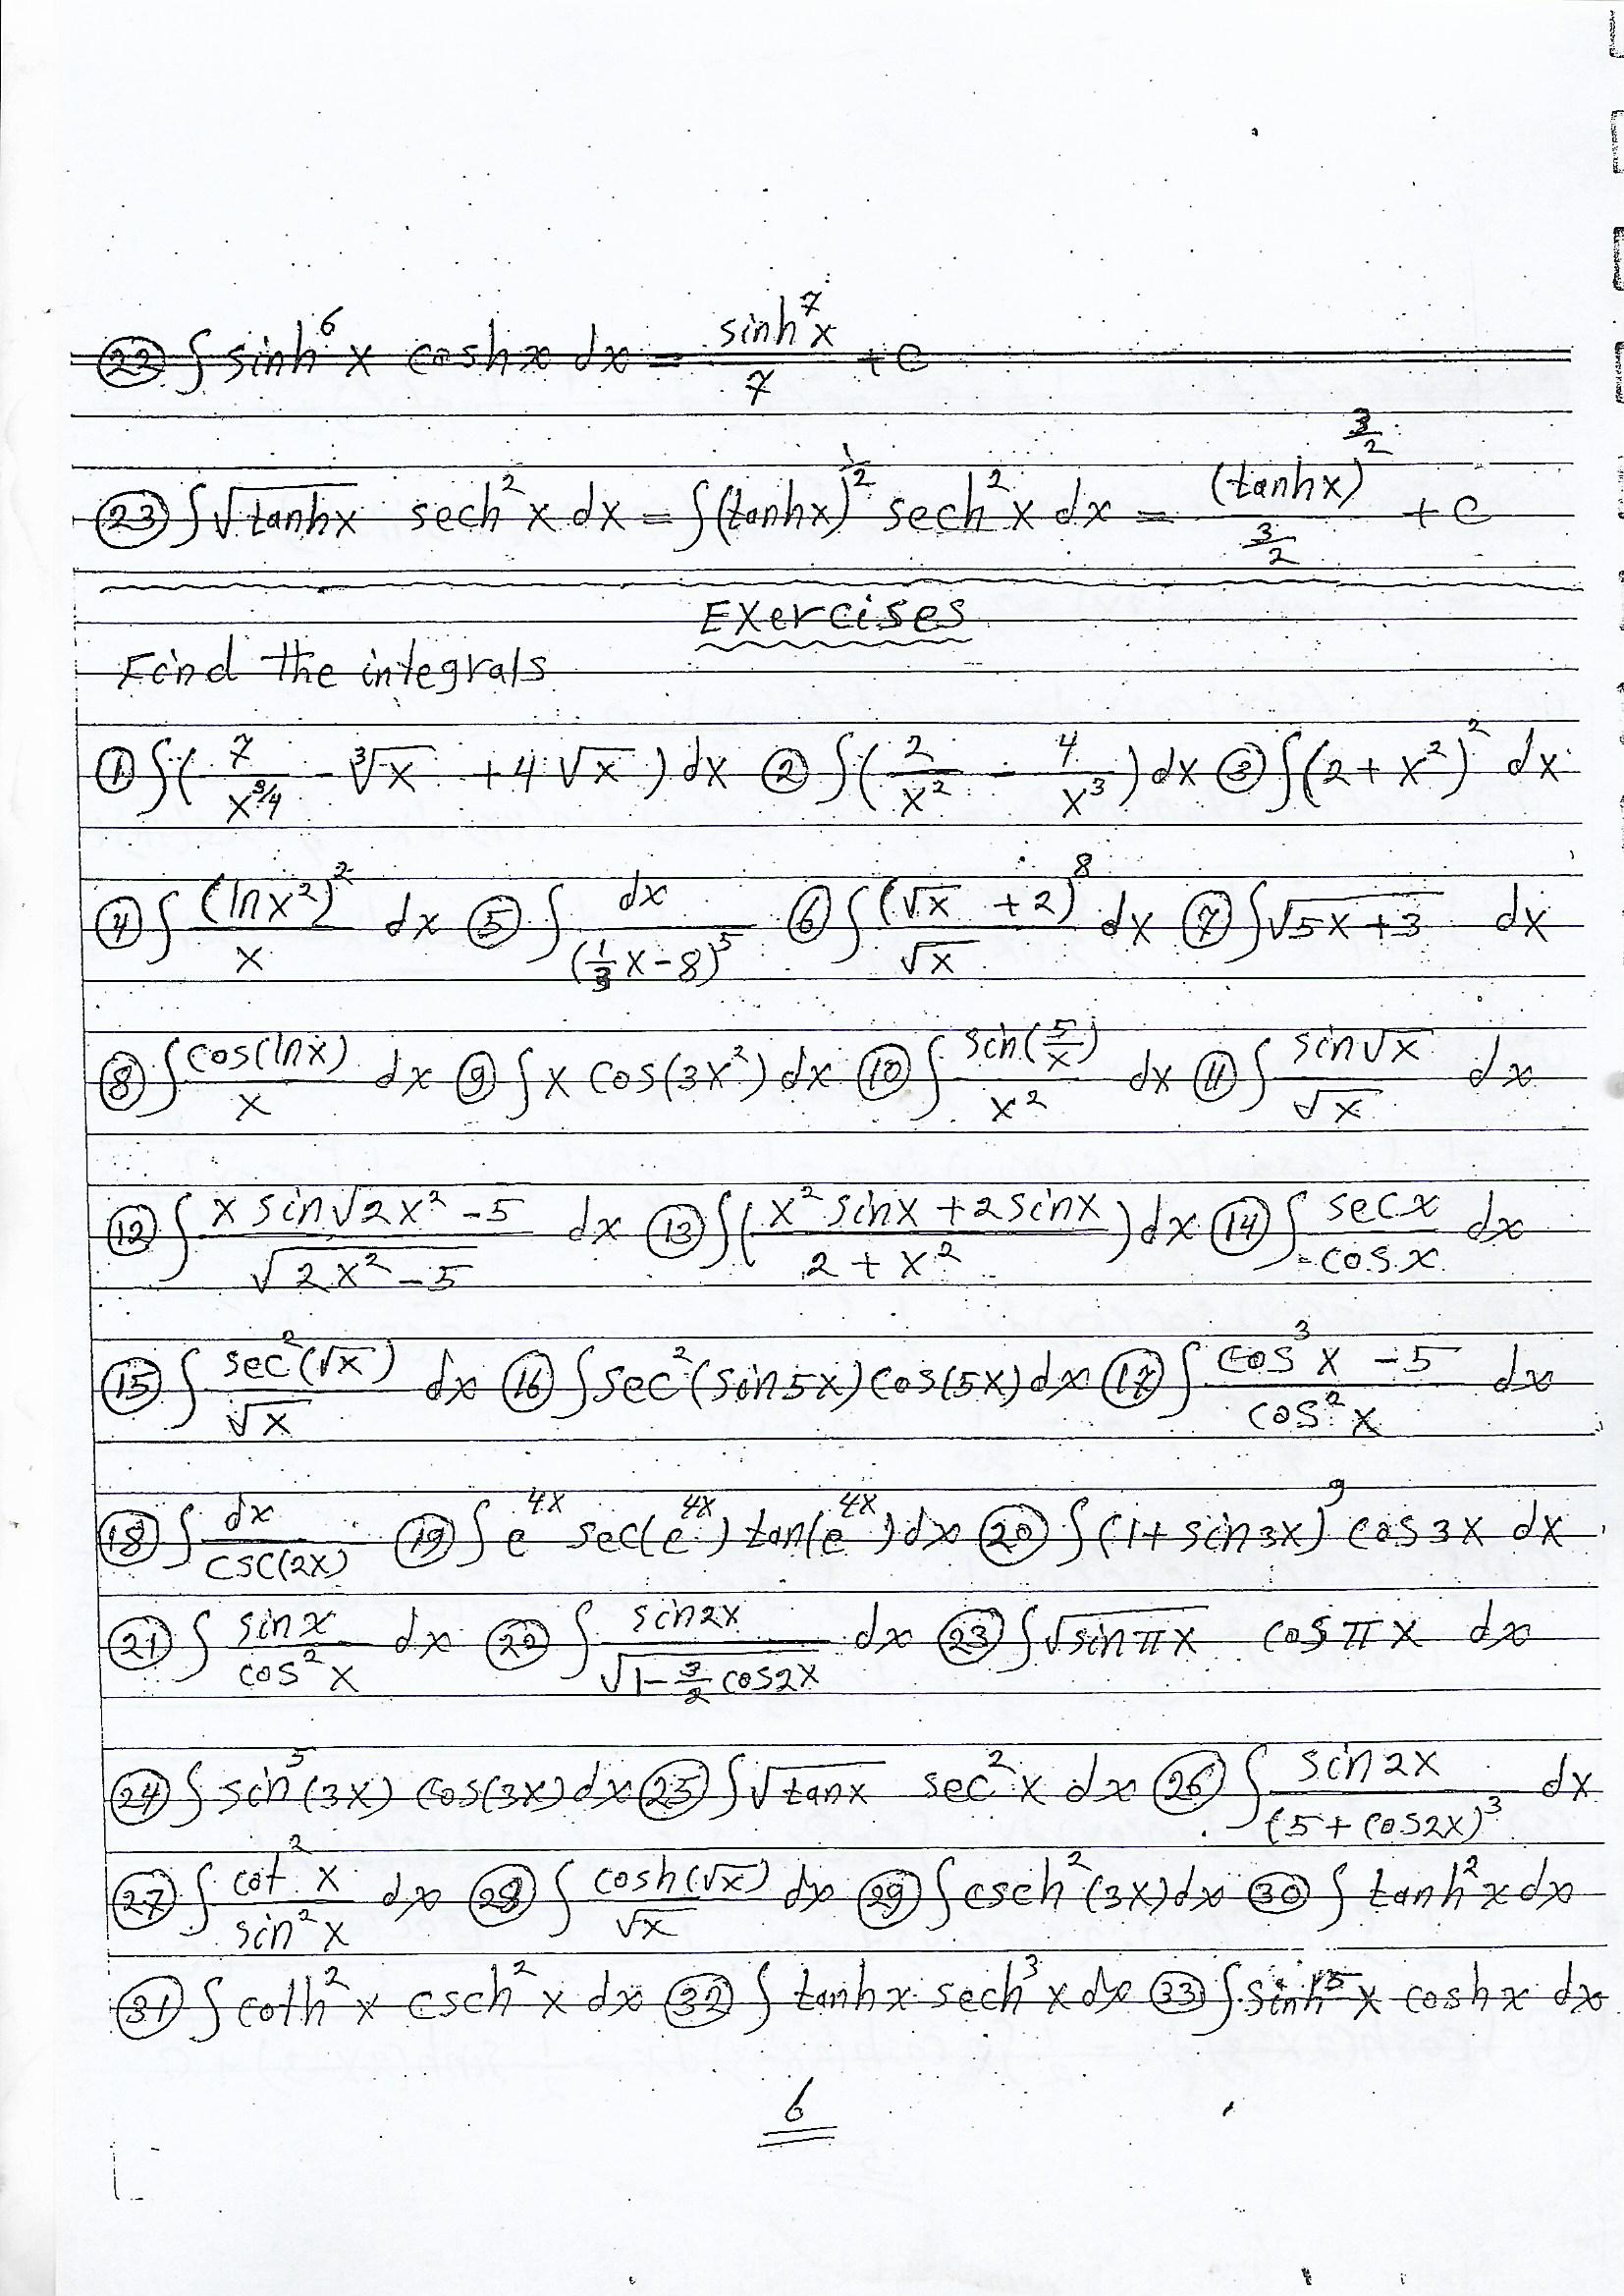 ㉒ ∫ sinh⁶x coshx dx = sinh⁷x/7 + c
㉓ ∫ √(tanhx) sech²x dx = ∫ (tanhx)^(1/2) sech²x dx = (tanhx)^(3/2)/(3/2) + c
Exercises
Find the integrals
① ∫ (7/x^(3/4) - ∛x + 4√x) dx ② ∫ (2/x² - 4/x³) dx ③ ∫ (2 + x²)² dx
④ ∫ (lnx²)²/x dx ⑤ ∫ dx/(⅓x - 8)⁵ ⑥ ∫ (√x + 2)⁸/√x dx ⑦ ∫ √(5x + 3) dx
⑧ ∫ cos(lnx)/x dx ⑨ ∫ x cos(3x²) dx ⑩ ∫ sin(5/x)/x² dx ⑪ ∫ sin√x/√x dx
⑫ ∫ x sin√(2x² - 5)/√(2x² - 5) dx ⑬ ∫ ((x² sinx + 2 sinx)/(2 + x²)) dx ⑭ ∫ secx/cosx dx
⑮ ∫ sec²(√x)/√x dx ⑯ ∫ sec²(sin5x) cos(5x) dx ⑰ ∫ (cos³x - 5)/cos²x dx
⑱ ∫ dx/csc(2x) ⑲ ∫ e^(4x) sec(e^(4x)) tan(e^(4x)) dx ⑳ ∫ (1 + sin3x)⁹ cos3x dx
㉑ ∫ sinx/cos²x dx ㉒ ∫ sin2x/√(1 - (3/2)cos2x) dx ㉓ ∫ √(sinπx) cosπx dx
㉔ ∫ sin⁵(3x) cos(3x) dx ㉕ ∫ √(tanx) sec²x dx ㉖ ∫ sin2x/(5 + cos2x)³ dx
㉗ ∫ cot²x/sin²x dx ㉘ ∫ cosh(√x)/√x dx ㉙ ∫ csch²(3x) dx ㉚ ∫ tanh²x dx
㉛ ∫ coth²x csch²x dx ㉜ ∫ tanhx sech³x dx ㉝ ∫ sinh¹⁵x coshx dx
6